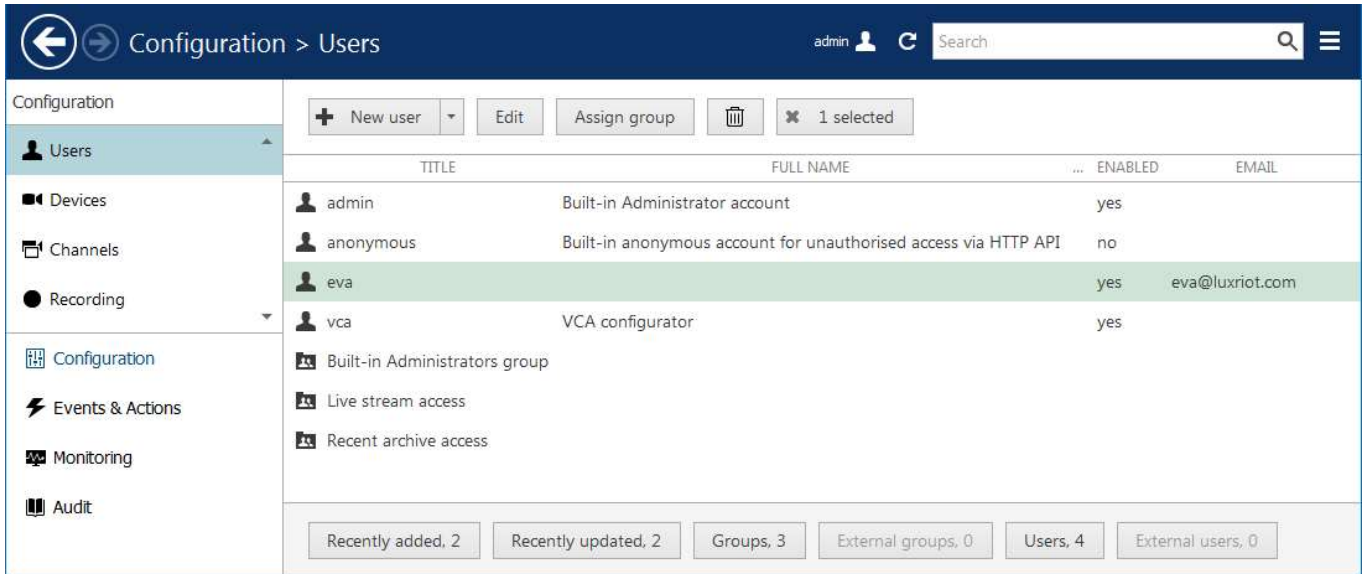 Configuration > Users
admin
Search
Configuration
Users
Devices
Channels
Recording
Configuration
Events & Actions
Monitoring
Audit
New user
Edit
Assign group
1 selected
TITLE FULL NAME ... ENABLED EMAIL
admin Built-in Administrator account yes
anonymous Built-in anonymous account for unauthorised access via HTTP API no
eva yes eva@luxriot.com
vca VCA configurator yes
Built-in Administrators group
Live stream access
Recent archive access
Recently added, 2 Recently updated, 2 Groups, 3 External groups, 0 Users, 4 External users, 0